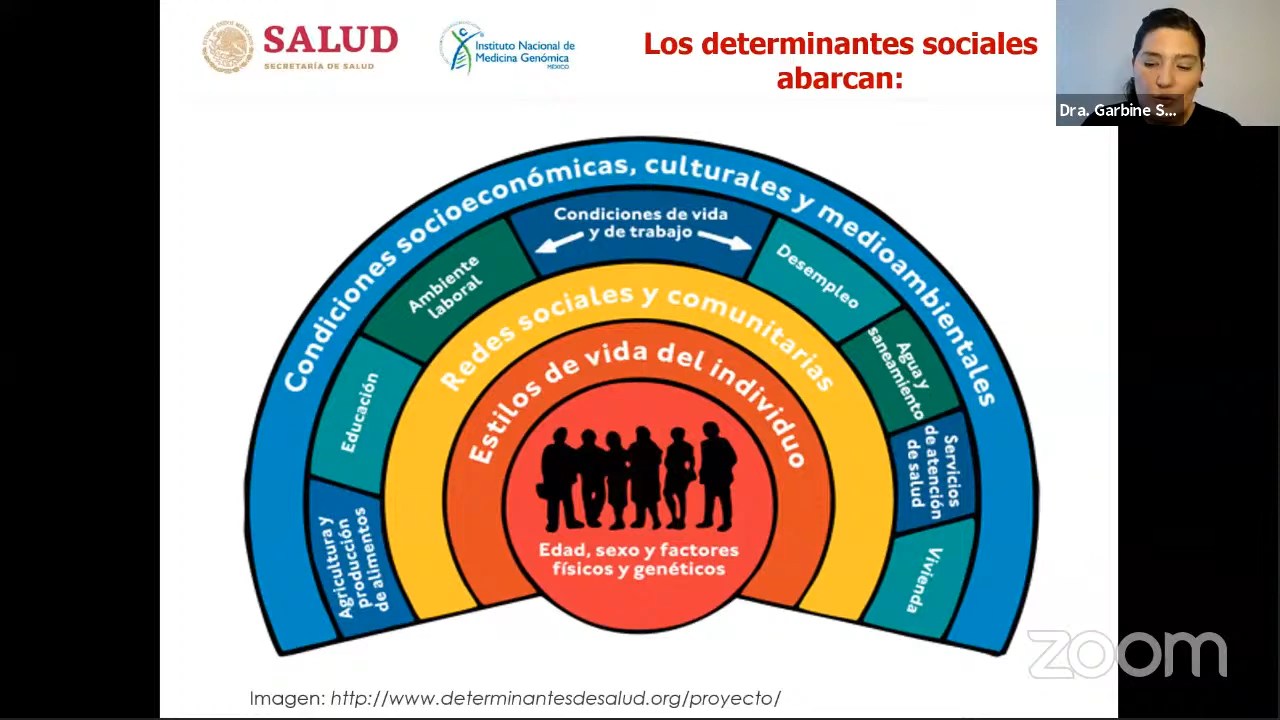 SALUD
SECRETARÍA DE SALUD
Instituto Nacional de
Medicina Genómica
MÉXICO
Los determinantes sociales
abarcan:
Dra. Garbine S...
Condiciones socioeconómicas, culturales y medioambientales
Condiciones de vida
y de trabajo
Ambiente
laboral
Desempleo
Educación
Agua y
saneamiento
Agricultura y
producción
de alimentos
Servicios
de atención
de salud
Vivienda
Redes sociales y comunitarias
Estilos de vida del individuo
Edad, sexo y factores
físicos y genéticos
zoom
Imagen: http://www.determinantesdesalud.org/proyecto/